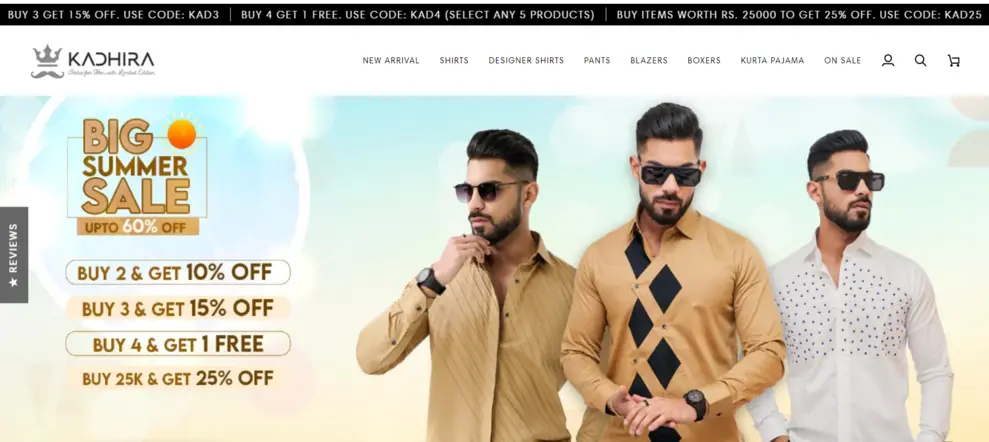 BUY 3 GET 15% OFF. USE CODE: KAD3 | BUY 4 GET 1 FREE. USE CODE: KAD4 (SELECT ANY 5 PRODUCTS) | BUY ITEMS WORTH RS. 25000 TO GET 25% OFF. USE CODE: KAD25
KADHIRA
NEW ARRIVAL SHIRTS DESIGNER SHIRTS PANTS BLAZERS BOXERS KURTA PAJAMA ON SALE
BIG
SUMMER
SALE
UPTO 60% OFF
★ REVIEWS
BUY 2 & GET 10% OFF
BUY 3 & GET 15% OFF
BUY 4 & GET 1 FREE
BUY 25K & GET 25% OFF